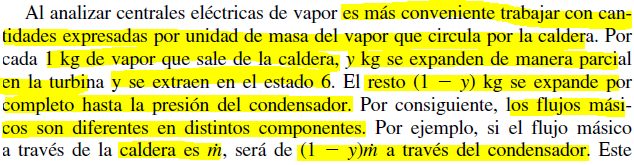 Al analizar centrales eléctricas de vapor es más conveniente trabajar con can-
tidades expresadas por unidad de masa del vapor que circula por la caldera. Por
cada 1 kg de vapor que sale de la caldera, y kg se expanden de manera parcial
en la turbina y se extraen en el estado 6. El resto (1 − y) kg se expande por
completo hasta la presión del condensador. Por consiguiente, los flujos mási-
cos son diferentes en distintos componentes. Por ejemplo, si el flujo másico
a través de la caldera es ṁ, será de (1 − y)ṁ a través del condensador. Este